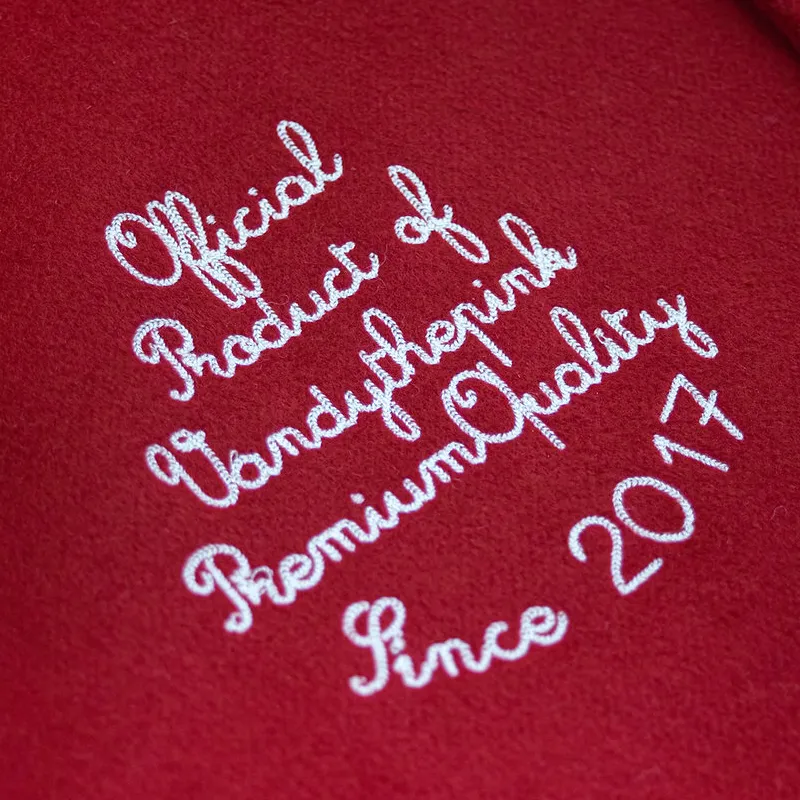 Official
Product of
Vandythepink
Premium Quality
Since 2017